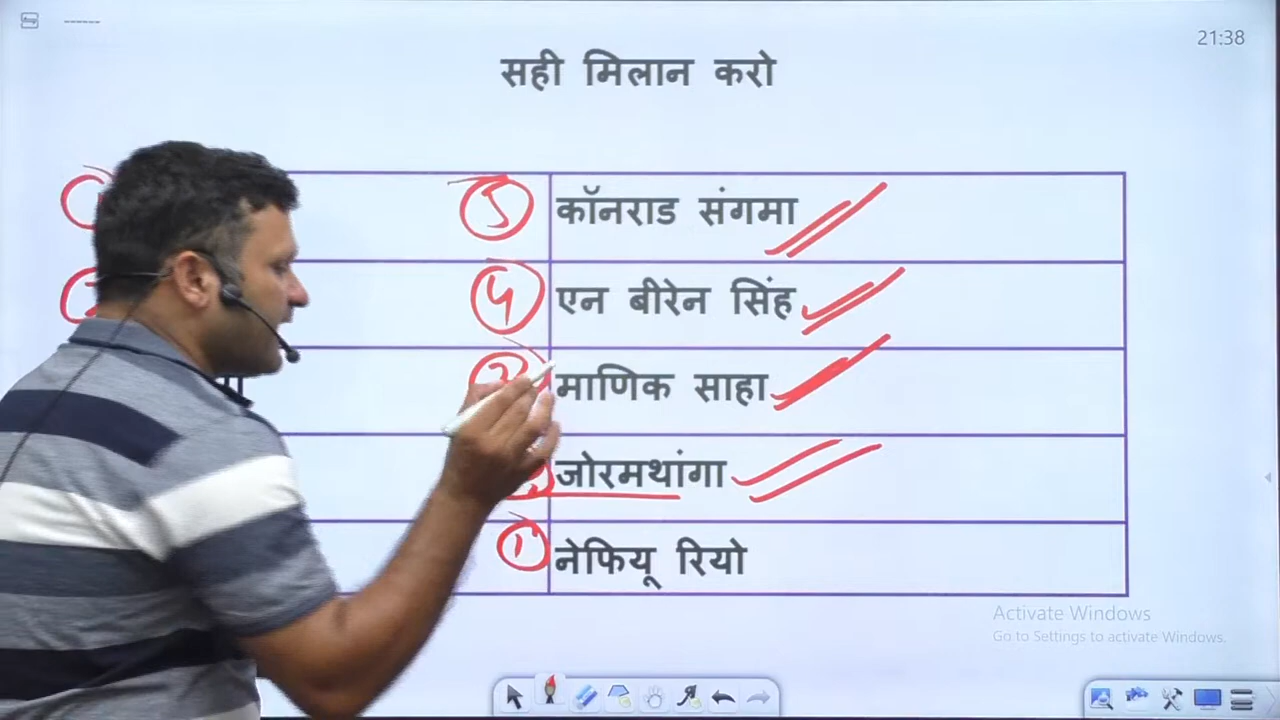 21:38
सही मिलान करो
5 कॉनराड संगमा
4 एन बीरेन सिंह
माणिक साहा
जोरमथांगा
1 नेफियू रियो
Activate Windows
Go to Settings to activate Windows.